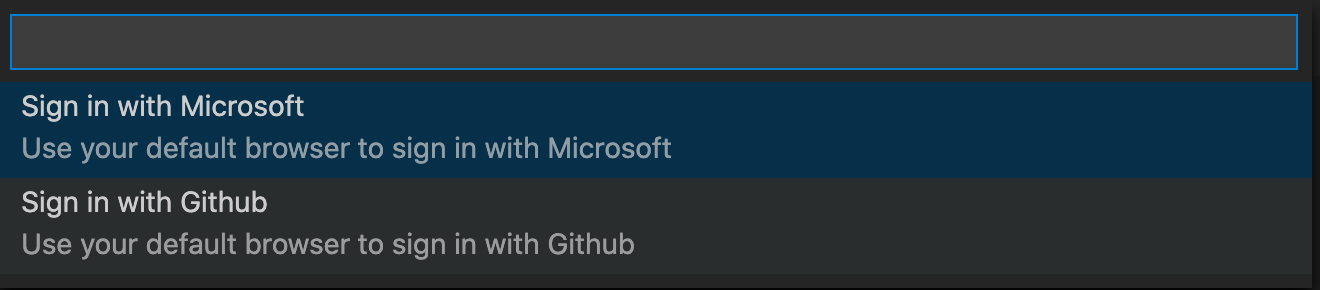 Sign in with Microsoft
Use your default browser to sign in with Microsoft
Sign in with Github
Use your default browser to sign in with Github